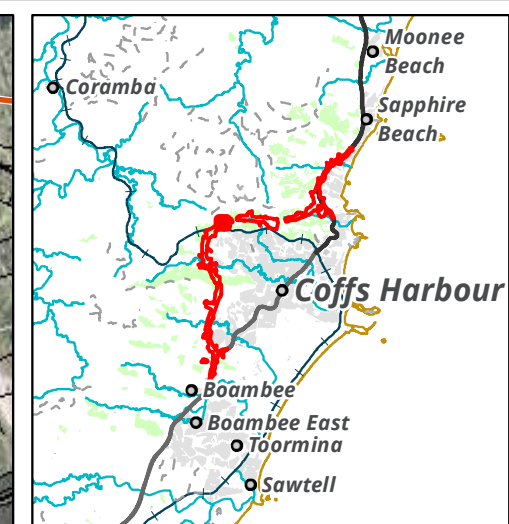 Moonee
Beach
Coramba
Sapphire
Beach
Coffs Harbour
Boambee
Boambee East
Toormina
Sawtell